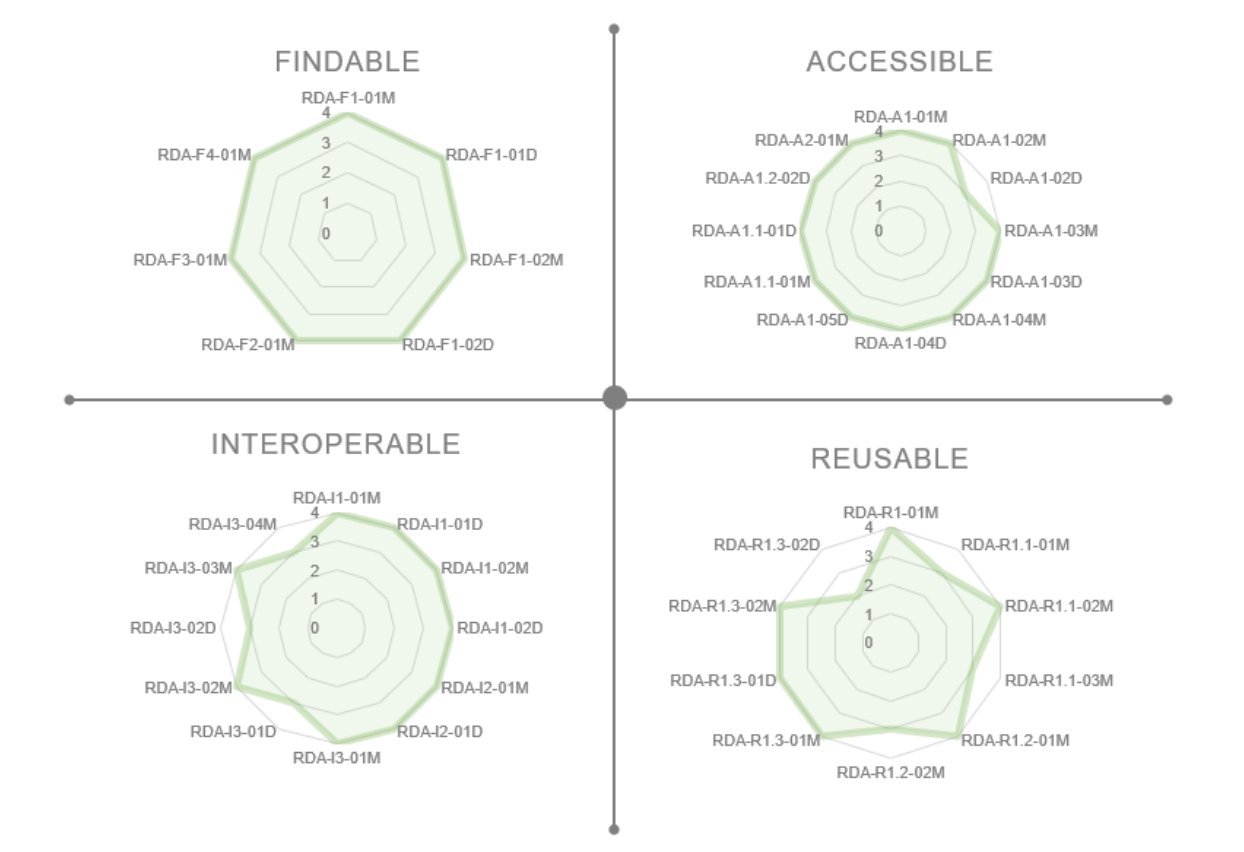 FINDABLE
RDA-F1-01M
4
3
2
1
0
RDA-F1-01D
RDA-F1-02M
RDA-F1-02D
RDA-F2-01M
RDA-F3-01M
RDA-F4-01M
ACCESSIBLE
RDA-A1-01M
4
3
2
1
0
RDA-A1-02M
RDA-A1-02D
RDA-A1-03M
RDA-A1-03D
RDA-A1-04M
RDA-A1-04D
RDA-A1-05D
RDA-A1.1-01M
RDA-A1.1-01D
RDA-A1.2-02D
RDA-A2-01M
INTEROPERABLE
RDA-I1-01M
4
3
2
1
0
RDA-I1-01D
RDA-I1-02M
RDA-I1-02D
RDA-I2-01M
RDA-I2-01D
RDA-I3-01M
RDA-I3-01D
RDA-I3-02M
RDA-I3-02D
RDA-I3-03M
RDA-I3-04M
REUSABLE
RDA-R1-01M
4
3
2
1
0
RDA-R1.1-01M
RDA-R1.1-02M
RDA-R1.1-03M
RDA-R1.2-01M
RDA-R1.2-02M
RDA-R1.3-01M
RDA-R1.3-01D
RDA-R1.3-02M
RDA-R1.3-02D